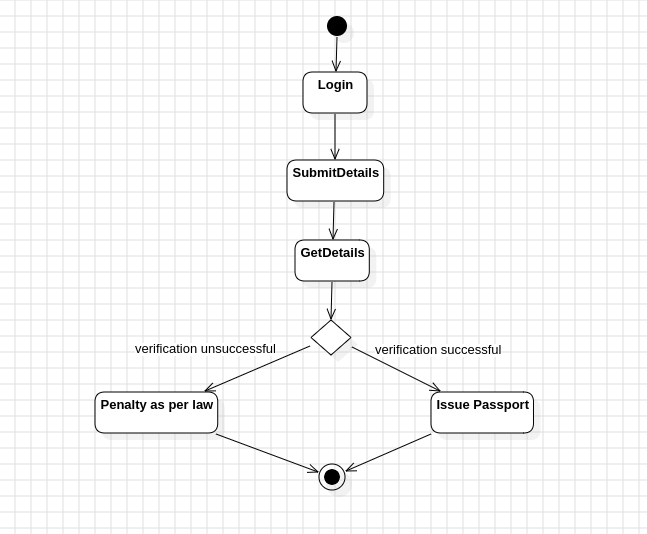 Login
SubmitDetails
GetDetails
verification unsuccessful
verification successful
Penalty as per law
Issue Passport